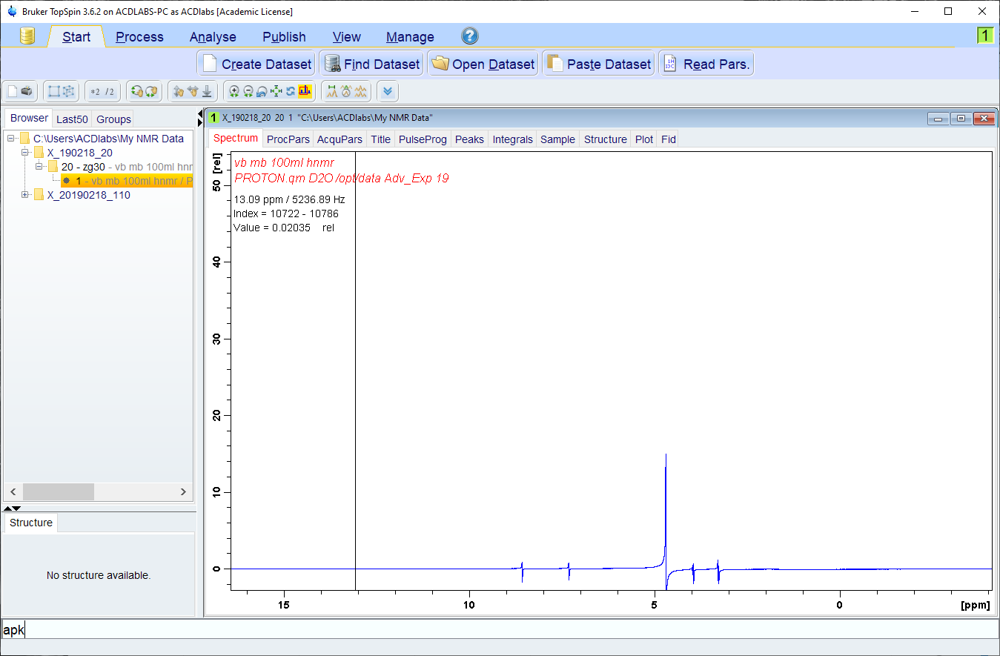 Bruker TopSpin 3.6.2 on ACDLABS-PC as ACDlabs [Academic License]
Start Process Analyse Publish View Manage ? 1
Create Dataset Find Dataset Open Dataset Paste Dataset 1H 13C Read Pars.
*2 /2
Browser Last50 Groups
C:\Users\ACDlabs\My NMR Data
X_190218_20
20 - zg30 - vb mb 100ml hnr
1 - vb mb 100ml hnmr / P
X_20190218_110
Structure
No structure available.
1 X_190218_20 20 1 "C:\Users\ACDlabs\My NMR Data"
Spectrum ProcPars AcquPars Title PulseProg Peaks Integrals Sample Structure Plot Fid
vb mb 100ml hnmr
PROTON.qm D2O /opt/data Adv_Exp 19
13.09 ppm / 5236.89 Hz
Index = 10722 - 10786
Value = 0.02035 rel
[rel]
50
40
30
20
10
0
15 10 5 0 [ppm]
apk